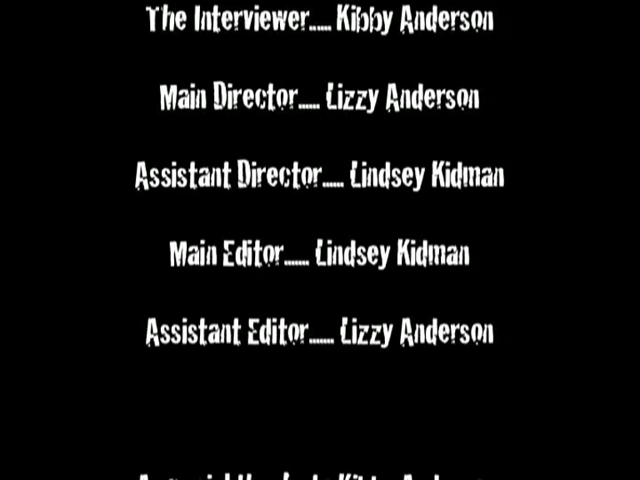 The Interviewer..... Kibby Anderson
Main Director..... Lizzy Anderson
Assistant Director..... Lindsey Kidman
Main Editor...... Lindsey Kidman
Assistant Editor...... Lizzy Anderson